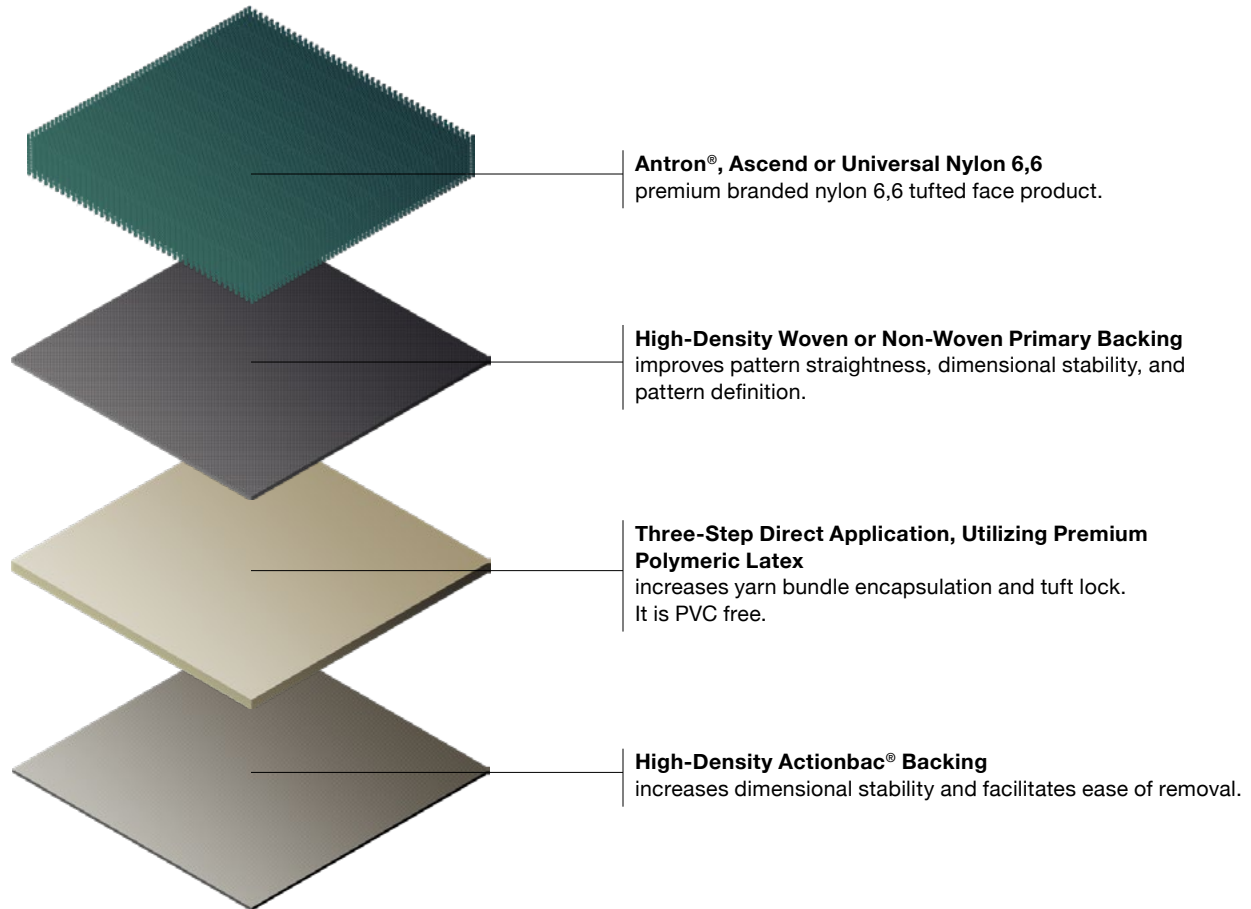 Antron®, Ascend or Universal Nylon 6,6
premium branded nylon 6,6 tufted face product.
High-Density Woven or Non-Woven Primary Backing
improves pattern straightness, dimensional stability, and
pattern definition.
Three-Step Direct Application, Utilizing Premium
Polymeric Latex
increases yarn bundle encapsulation and tuft lock.
It is PVC free.
High-Density Actionbac® Backing
increases dimensional stability and facilitates ease of removal.